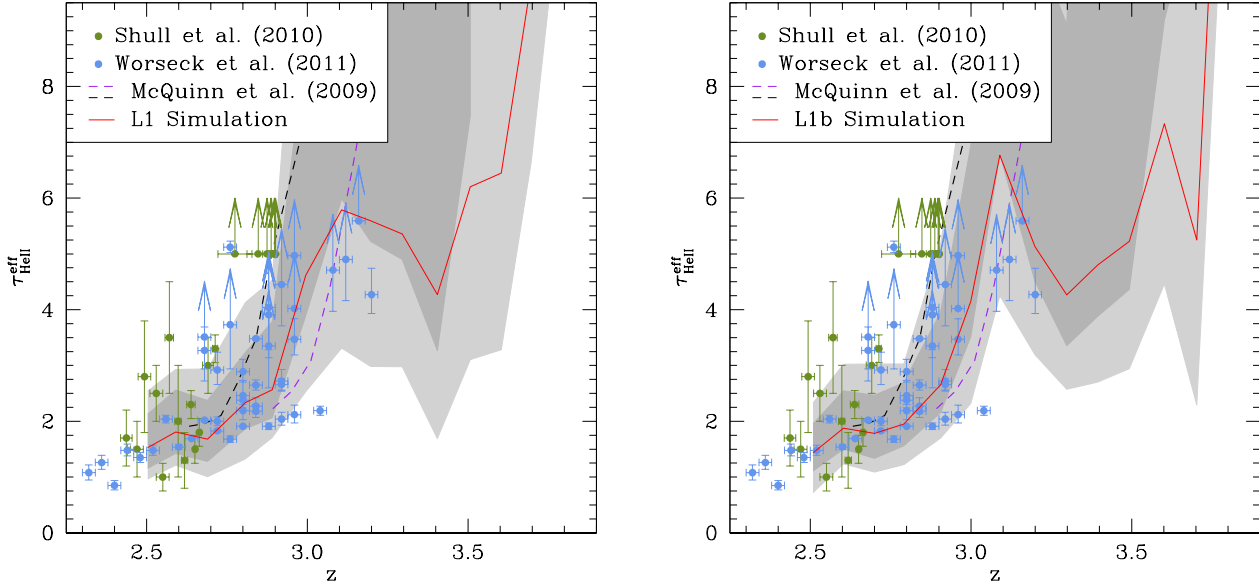 Shull et al. (2010)
Worseck et al. (2011)
McQuinn et al. (2009)
L1 Simulation
8
6
4
2
0
τ^eff_HeII
2.5
3.0
3.5
z
Shull et al. (2010)
Worseck et al. (2011)
McQuinn et al. (2009)
L1b Simulation
8
6
4
2
0
τ^eff_HeII
2.5
3.0
3.5
z